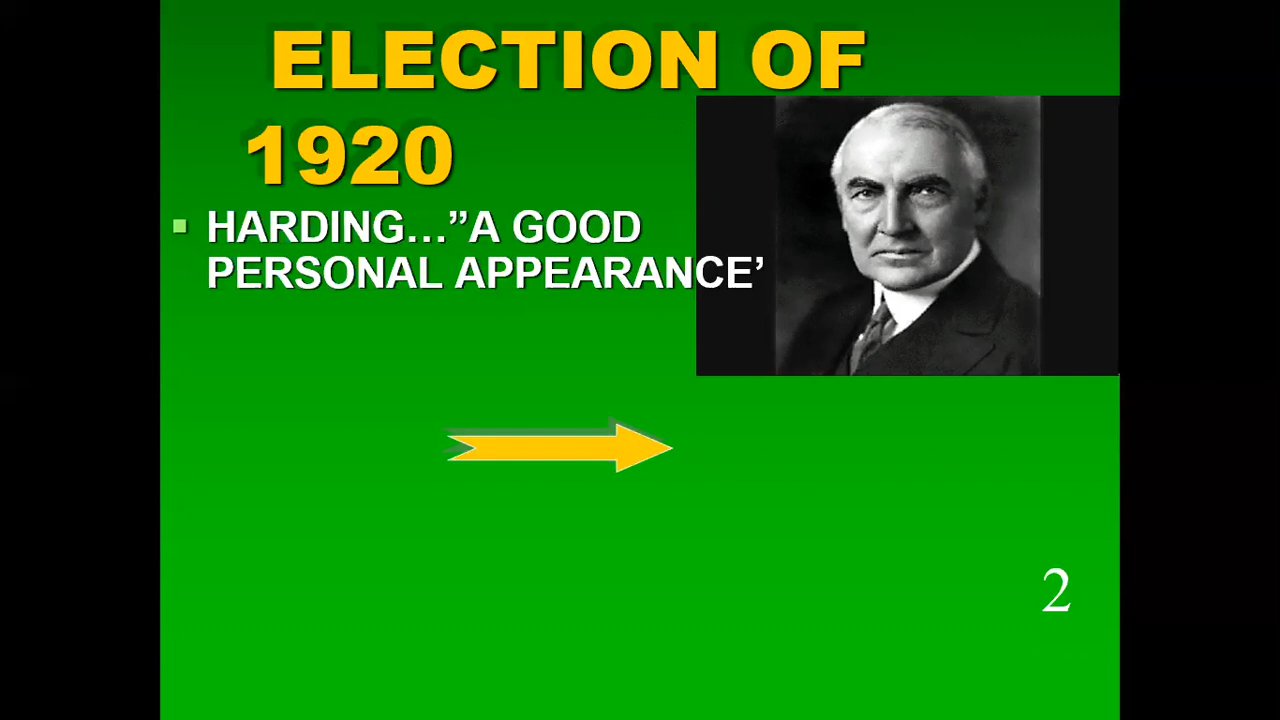 ELECTION OF
1920
HARDING…”A GOOD
PERSONAL APPEARANCE’
2